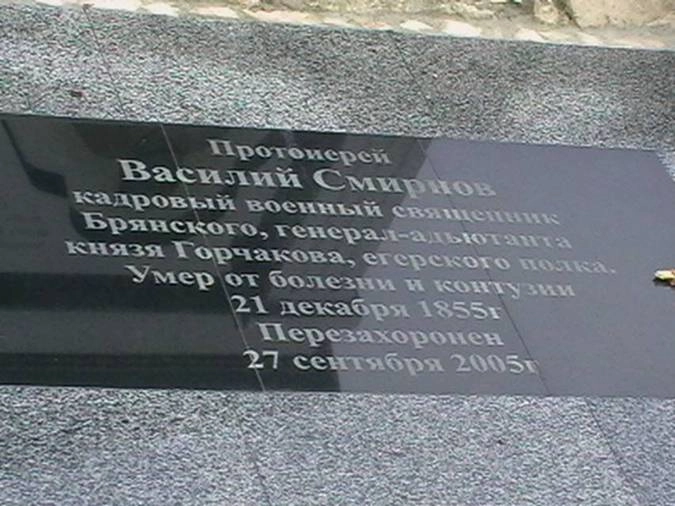 Протоиерей
Василий Смирнов
кадровый военный священник
Брянского, генерал-адьютанта
князя Горчакова, егерского полка.
Умер от болезни и контузии
21 декабря 1855г
Перезахоронен
27 сентября 2005г